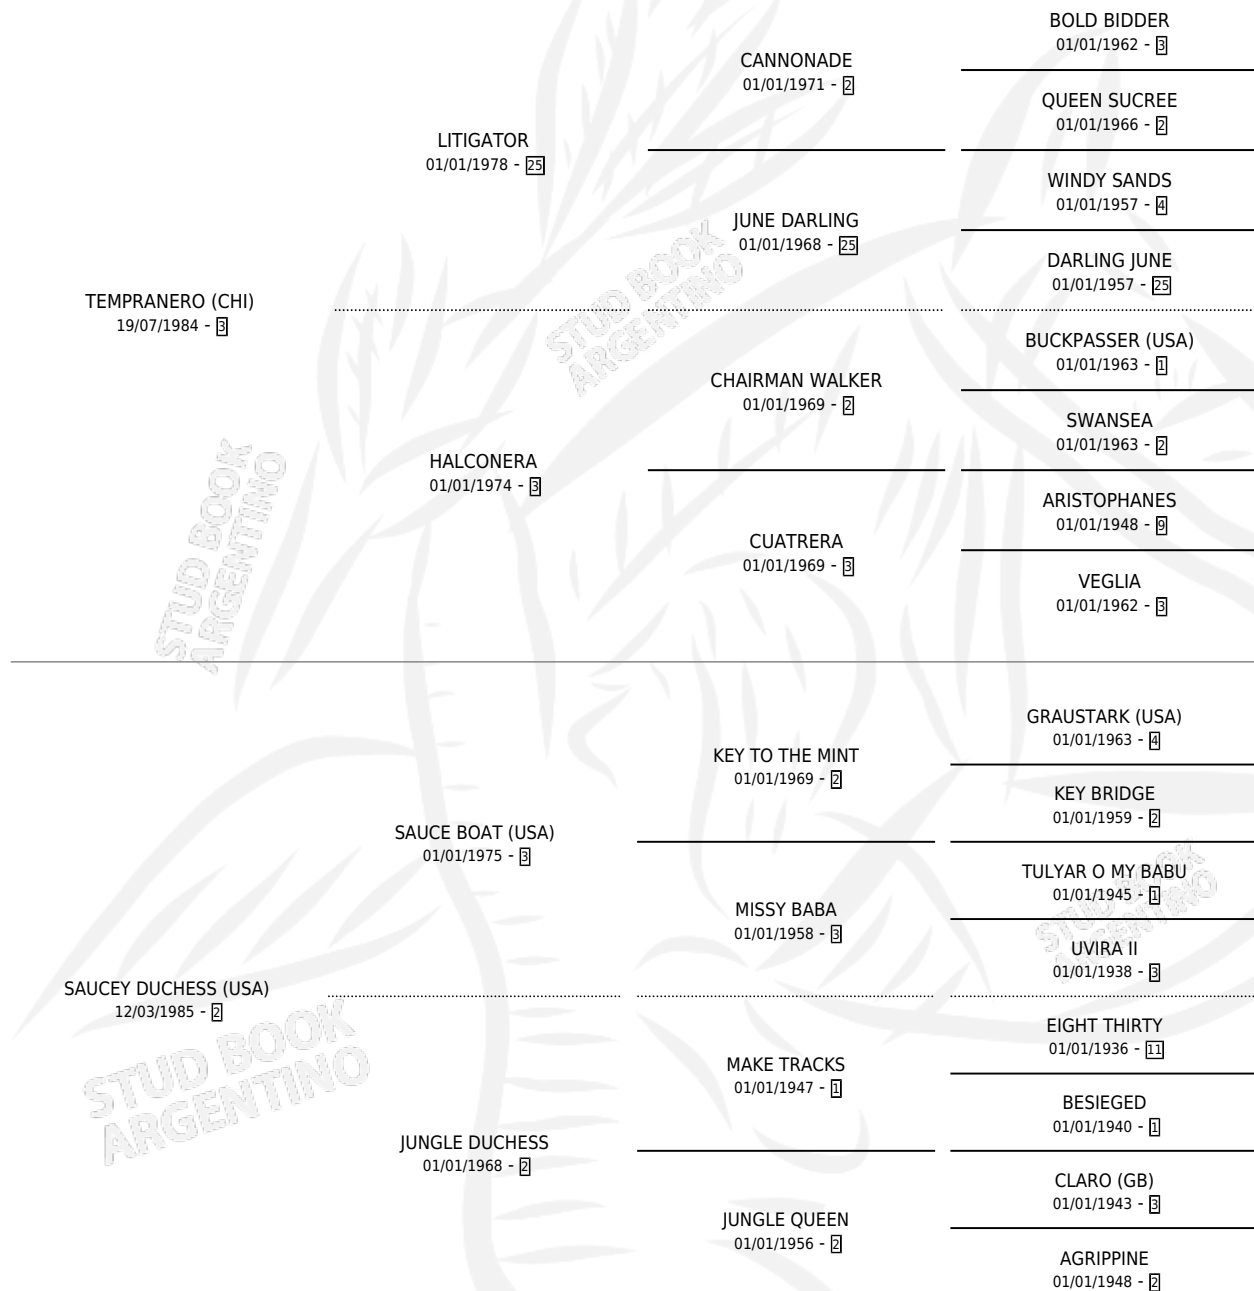 BOLD BIDDER
01/01/1962 - 3
CANNONADE
01/01/1971 - 2
QUEEN SUCREE
01/01/1966 - 2
LITIGATOR
01/01/1978 - 25
WINDY SANDS
01/01/1957 - 4
JUNE DARLING
01/01/1968 - 25
DARLING JUNE
01/01/1957 - 25
TEMPRANERO (CHI)
19/07/1984 - 3
BUCKPASSER (USA)
01/01/1963 - 1
CHAIRMAN WALKER
01/01/1969 - 2
SWANSEA
01/01/1963 - 2
HALCONERA
01/01/1974 - 3
ARISTOPHANES
01/01/1948 - 9
CUATRERA
01/01/1969 - 3
VEGLIA
01/01/1962 - 3
STUD BOOK
ARGENTINO
STUD BOOK
ARGENTINO
GRAUSTARK (USA)
01/01/1963 - 4
KEY TO THE MINT
01/01/1969 - 2
KEY BRIDGE
01/01/1959 - 2
SAUCE BOAT (USA)
01/01/1975 - 3
TULYAR O MY BABU
01/01/1945 - 1
MISSY BABA
01/01/1958 - 3
UVIRA II
01/01/1938 - 3
STUD BOOK
ARGENTINO
SAUCEY DUCHESS (USA)
12/03/1985 - 2
EIGHT THIRTY
01/01/1936 - 11
MAKE TRACKS
01/01/1947 - 1
BESIEGED
01/01/1940 - 1
JUNGLE DUCHESS
01/01/1968 - 2
CLARO (GB)
01/01/1943 - 3
JUNGLE QUEEN
01/01/1956 - 2
AGRIPPINE
01/01/1948 - 2
STUD BOOK
ARGENTINO